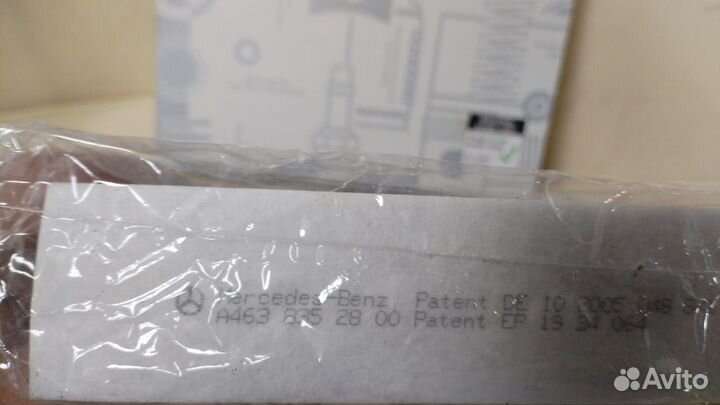 Mercedes-Benz Patent DE 10 2005 048
A463 835 28 00 Patent EP 19 34 064
Avito